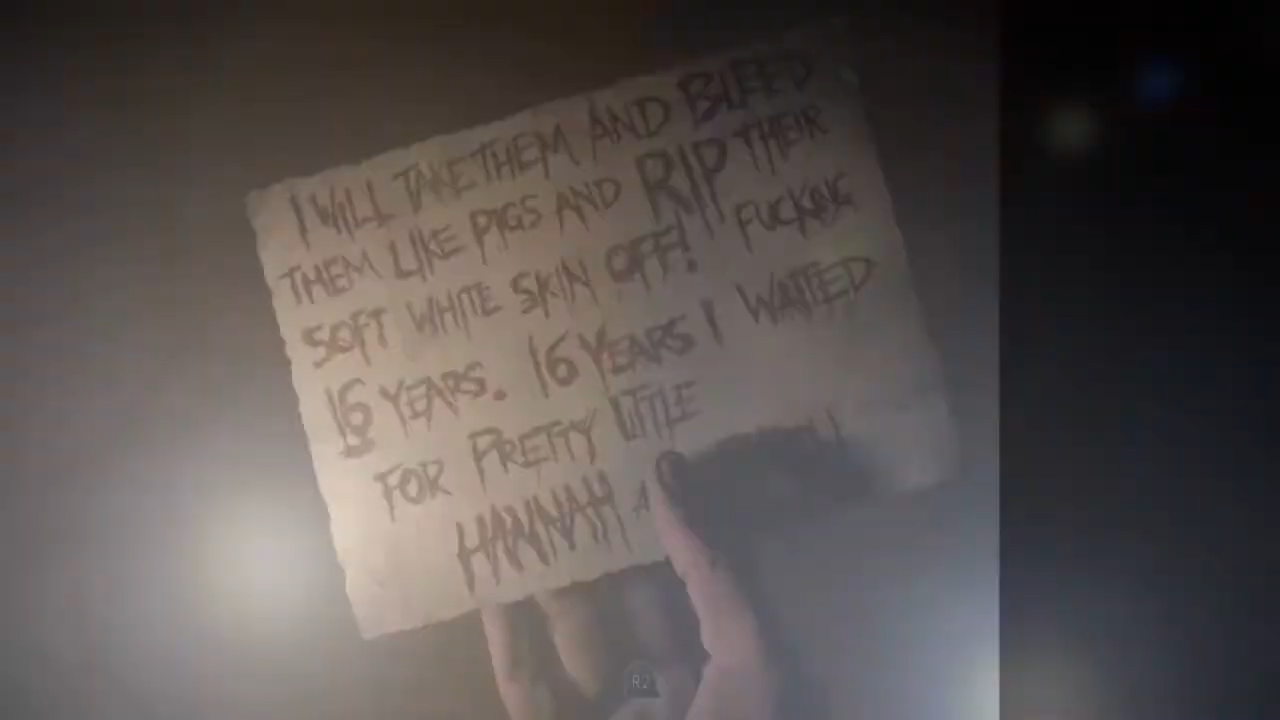 I WILL TAKE THEM AND BLEED
THEM LIKE PIGS AND RIP THEIR
SOFT WHITE SKIN OFF! FUCKING
16 YEARS. 16 YEARS I WAITED
FOR PRETTY LITTLE
HANNAH
R2